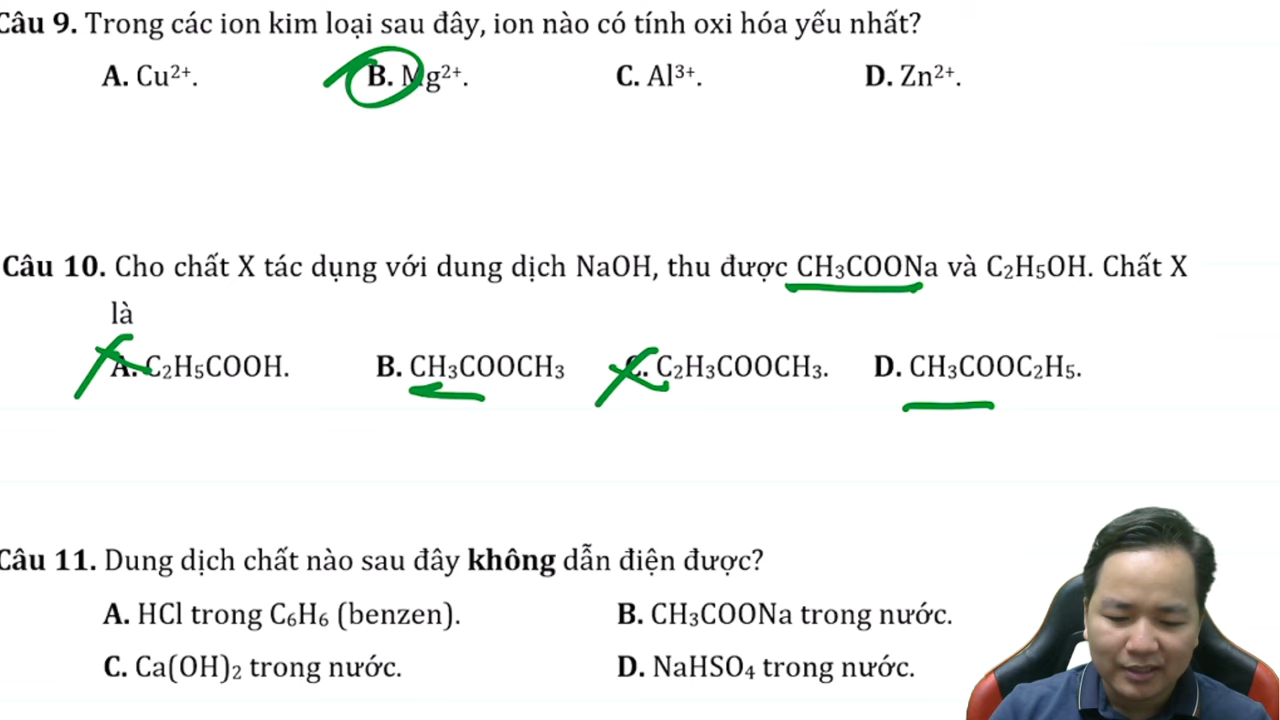 Câu 9. Trong các ion kim loại sau đây, ion nào có tính oxi hóa yếu nhất?
A. Cu²⁺. B. Mg²⁺. C. Al³⁺. D. Zn²⁺.
Câu 10. Cho chất X tác dụng với dung dịch NaOH, thu được CH₃COONa và C₂H₅OH. Chất X
là
A. C₂H₅COOH. B. CH₃COOCH₃ C. C₂H₃COOCH₃. D. CH₃COOC₂H₅.
Câu 11. Dung dịch chất nào sau đây không dẫn điện được?
A. HCl trong C₆H₆ (benzen). B. CH₃COONa trong nước.
C. Ca(OH)₂ trong nước. D. NaHSO₄ trong nước.